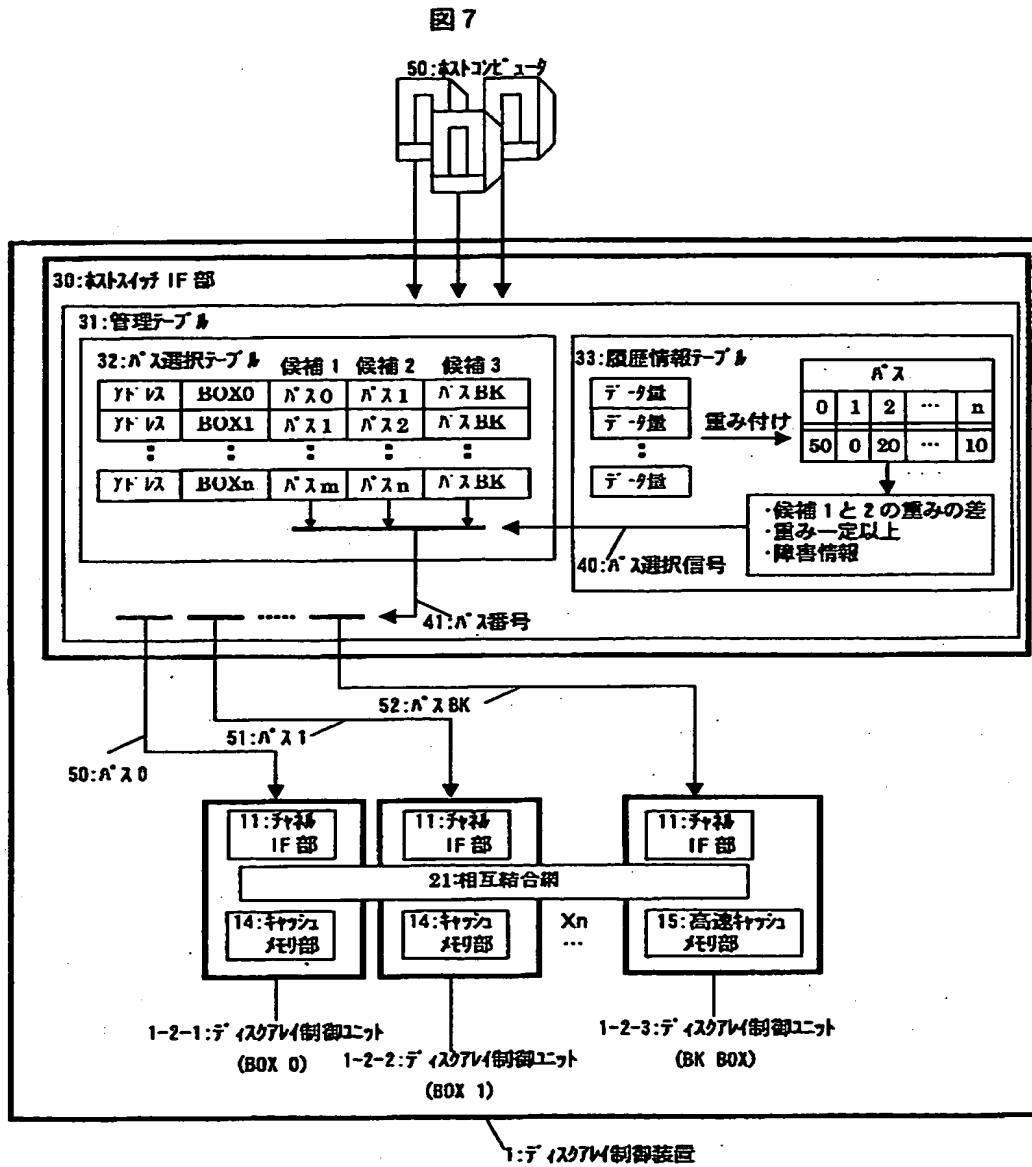 図7
50:ホストコンピュータ
30:ホストスイッチ IF 部
31:管理テーブル
32:パス選択テーブル
候補1 候補2 候補3
アドレス BOX0 パス0 パス1 パスBK
アドレス BOX1 パス1 パス2 パスBK
アドレス BOXn パスm パスn パスBK
33:履歴情報テーブル
データ量
データ量
データ量
重み付け
パス
0 1 2 … n
50 0 20 … 10
・候補1と2の重みの差
・重み一定以上
・障害情報
40:パス選択信号
41:パス番号
52:パスBK
51:パス1
50:パス0
11:チャネル
IF部
11:チャネル
IF部
11:チャネル
IF部
21:相互結合網
14:キャッシュ
メモリ部
14:キャッシュ
メモリ部
Xn
…
15:高速キャッシュ
メモリ部
1-2-1:ディスクアレイ制御ユニット
(BOX 0)
1-2-2:ディスクアレイ制御ユニット
(BOX 1)
1-2-3:ディスクアレイ制御ユニット
(BK BOX)
1:ディスクアレイ制御装置